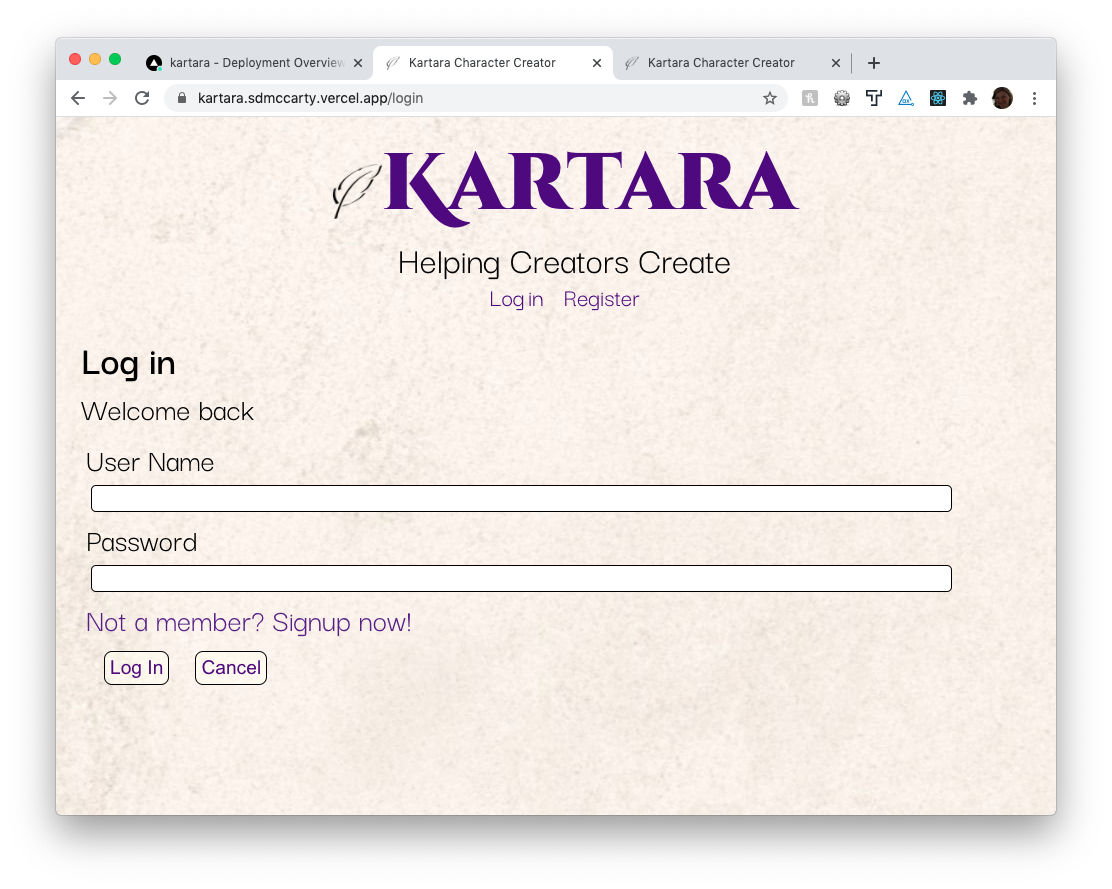 kartara - Deployment Overview
Kartara Character Creator
Kartara Character Creator
kartara.sdmccarty.vercel.app/login
KARTARA
Helping Creators Create
Log in Register
Log in
Welcome back
User Name
Password
Not a member? Signup now!
Log In Cancel